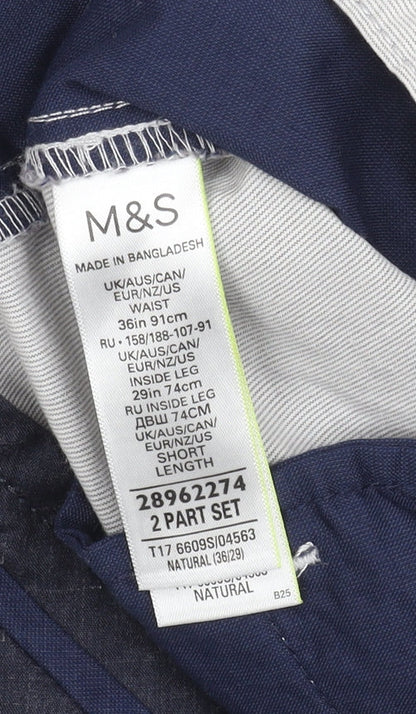 M&S
MADE IN BANGLADESH
UK/AUS/CAN/
EUR/NZ/US
WAIST
36in 91cm
RU • 158/188-107-91
UK/AUS/CAN/
EUR/NZ/US
INSIDE LEG
29in 74cm
RU INSIDE LEG
ДВШ 74CM
UK/AUS/CAN/
EUR/NZ/US
SHORT
LENGTH
28962274
2 PART SET
T17 6609S/04563
NATURAL (36/29)
NATURAL
B25